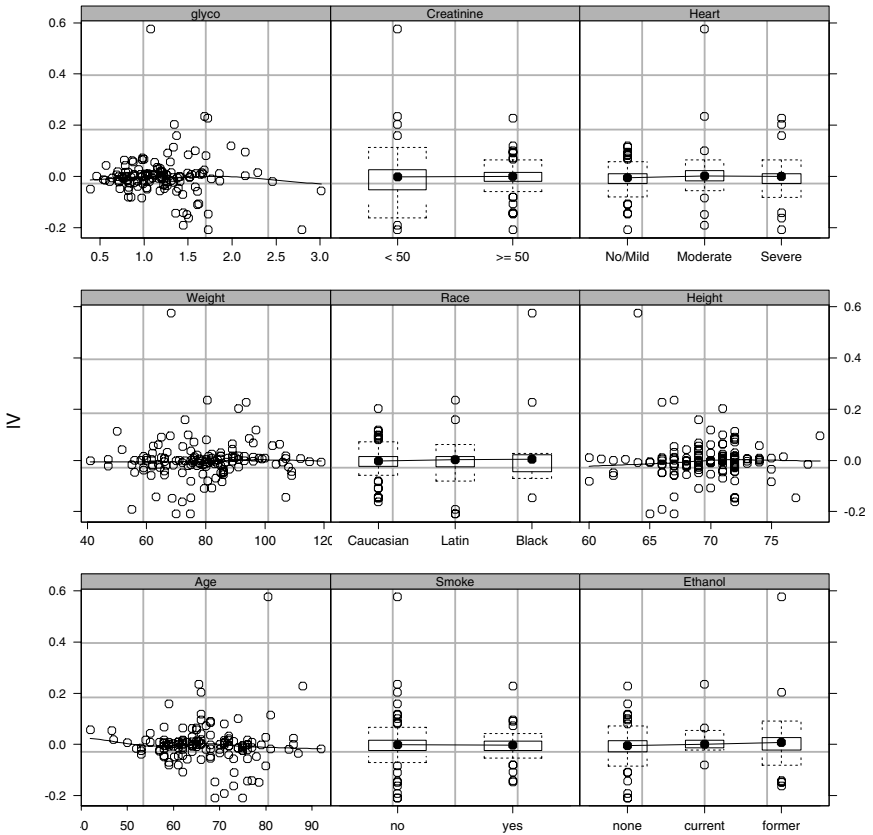 glyco Creatinine Heart
0.6
0.4
0.2
0.0
-0.2
0.5 1.0 1.5 2.0 2.5 3.0 < 50 >= 50 No/Mild Moderate Severe
Weight Race Height
0.6
0.4
0.2
0.0
-0.2
40 60 80 100 120 Caucasian Latin Black 60 65 70 75
IV
Age Smoke Ethanol
0.6
0.4
0.2
0.0
-0.2
50 60 70 80 90 no yes none current former